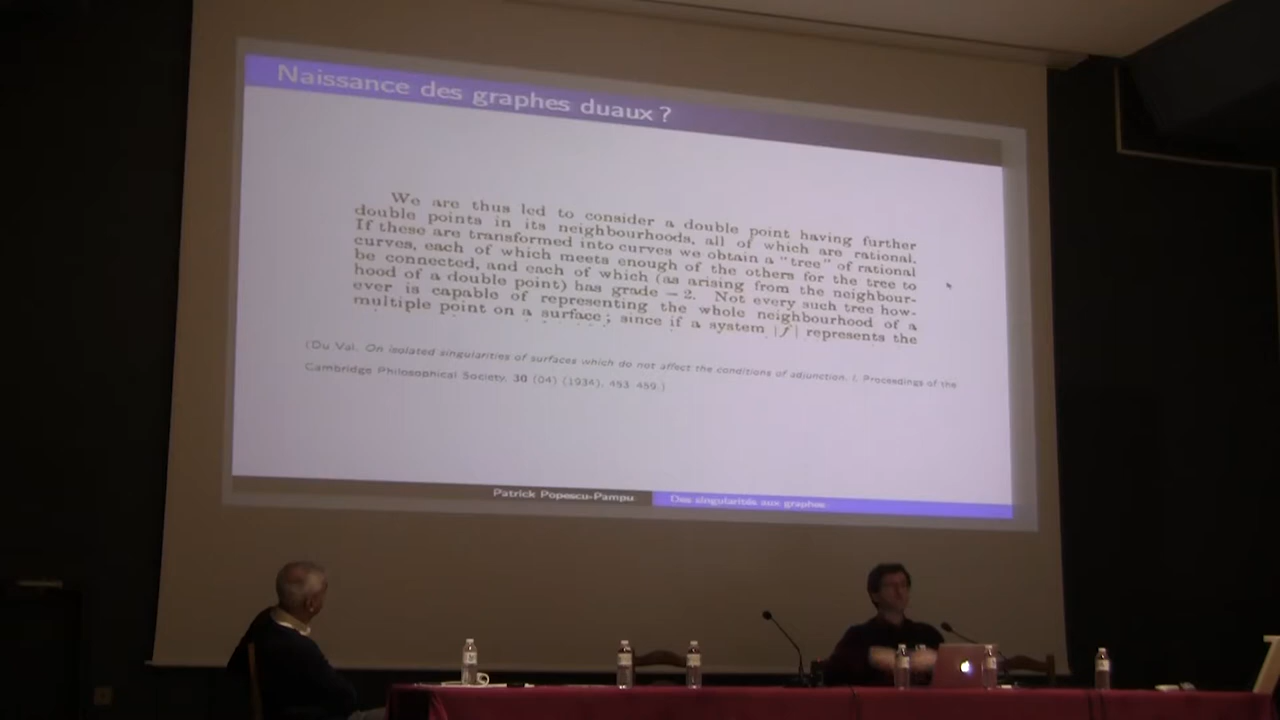 Naissance des graphes duaux ?
We are thus led to consider a double point having further
double points in its neighbourhoods, all of which are rational.
If these are transformed into curves we obtain a "tree" of rational
curves, each of which meets enough of the others for the tree to
be connected, and each of which (as arising from the neighbour-
hood of a double point) has grade – 2. Not every such tree how-
ever is capable of representing the whole neighbourhood of a
multiple point on a surface; since if a system |f| represents the
(Du Val. On isolated singularities of surfaces which do not affect the conditions of adjunction. I. Proceedings of the
Cambridge Philosophical Society, 30 (04) (1934), 453–459.)
Patrick Popescu-Pampu
Des singularités aux graphes